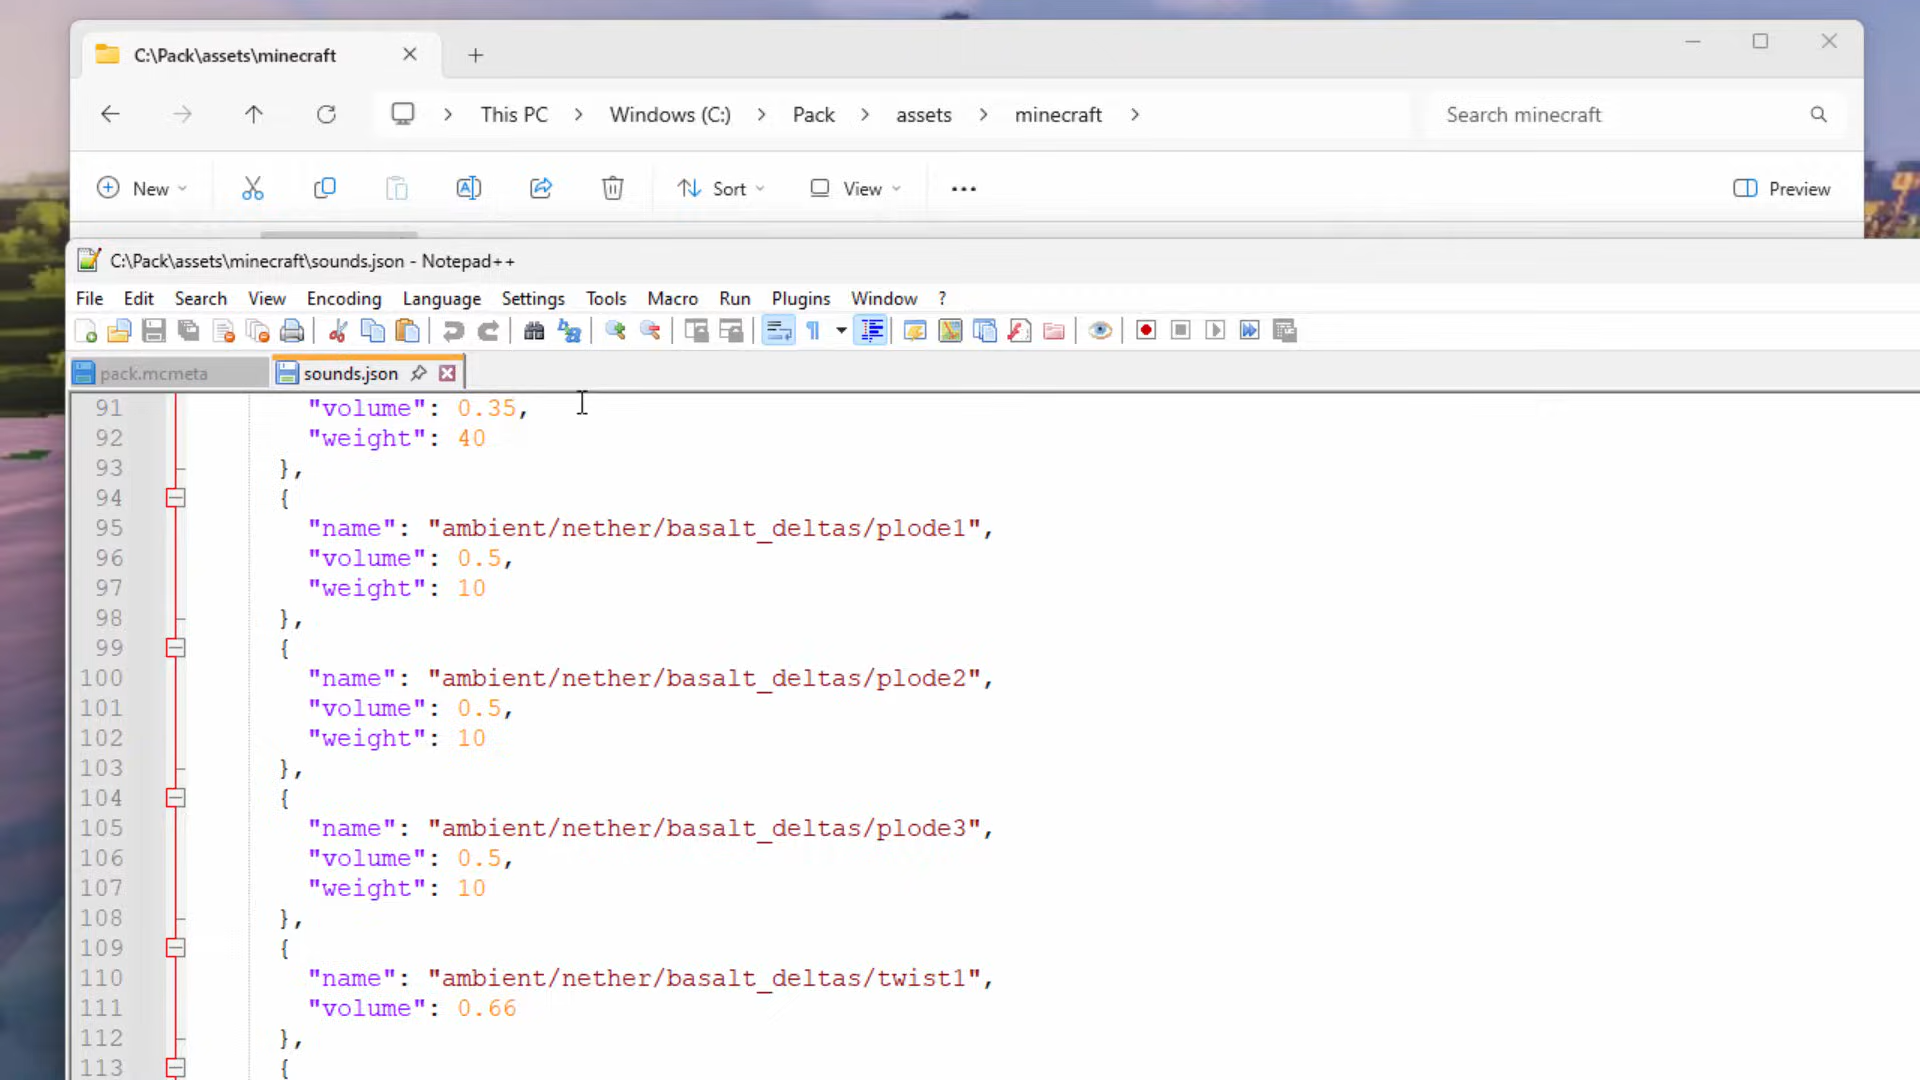 C:\Pack\assets\minecraft
This PC > Windows (C:) > Pack > assets > minecraft >
Search minecraft
New
Sort
View
Preview
C:\Pack\assets\minecraft\sounds.json - Notepad++
File Edit Search View Encoding Language Settings Tools Macro Run Plugins Window ?
pack.mcmeta
sounds.json
91 "volume": 0.35,
92 "weight": 40
93 },
94 {
95 "name": "ambient/nether/basalt_deltas/plode1",
96 "volume": 0.5,
97 "weight": 10
98 },
99 {
100 "name": "ambient/nether/basalt_deltas/plode2",
101 "volume": 0.5,
102 "weight": 10
103 },
104 {
105 "name": "ambient/nether/basalt_deltas/plode3",
106 "volume": 0.5,
107 "weight": 10
108 },
109 {
110 "name": "ambient/nether/basalt_deltas/twist1",
111 "volume": 0.66
112 },
113 {